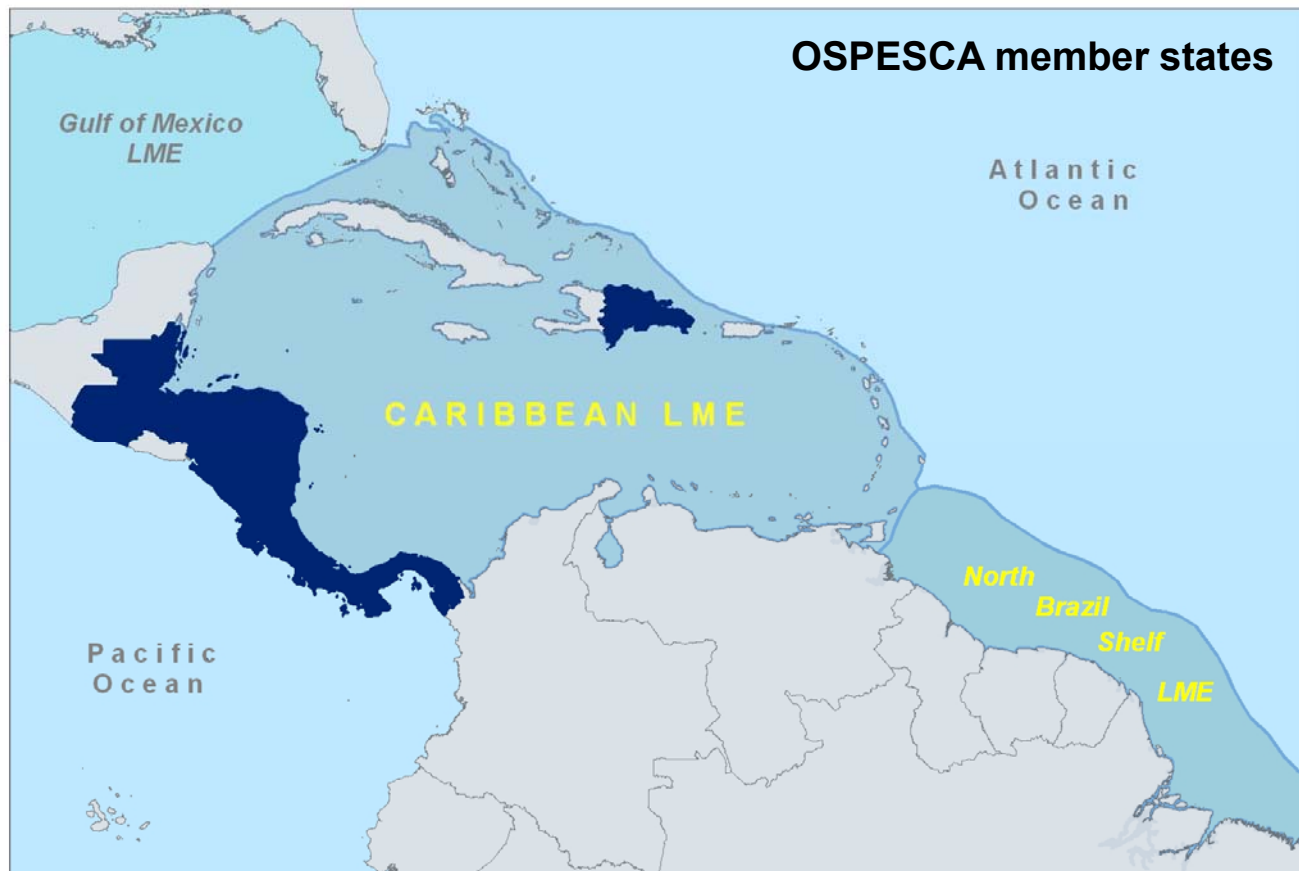 OSPESCA member states
Gulf of Mexico
LME
Atlantic
Ocean
CARIBBEAN LME
North
Brazil
Shelf
LME
Pacific
Ocean